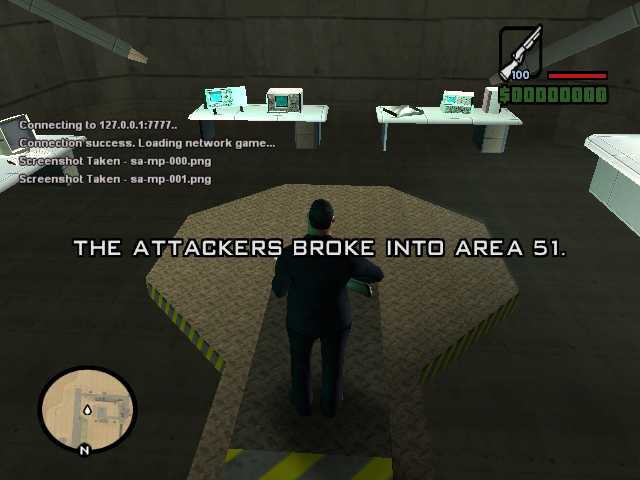 100
$00000000
Connecting to 127.0.0.1:7777..
Connection success. Loading network game...
Screenshot Taken - sa-mp-000.png
Screenshot Taken - sa-mp-001.png
THE ATTACKERS BROKE INTO AREA 51.
N